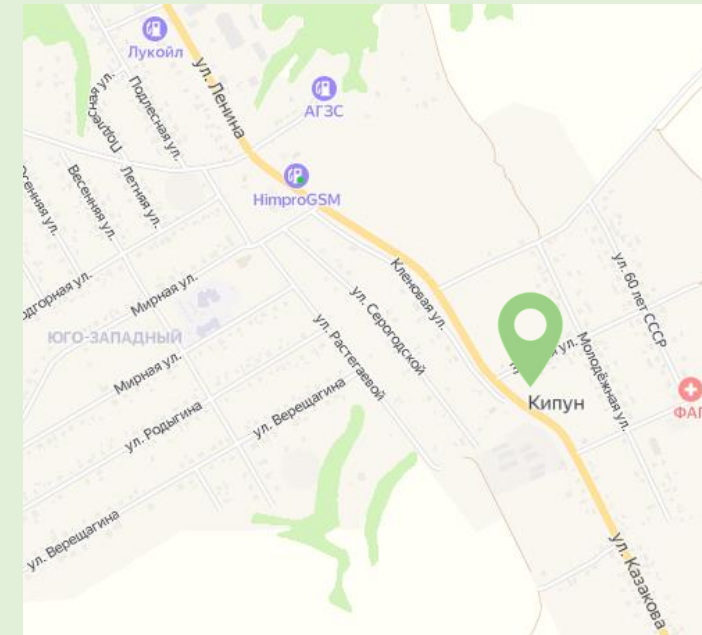 Лукойл
ул. Ленина
АГЗС
Подлесная ул.
HimproGSM
Весенняя ул.
Летняя ул.
Мирная ул.
Кленовая ул.
ул. 60 лет СССР
ул. Серогодской
ЮГО-ЗАПАДНЫЙ
ул. Растегаевой
Молодёжная ул.
Мирная ул.
Кипун
ул. Родыгина
ул. Верещагина
ул. Верещагина
ул. Казакова